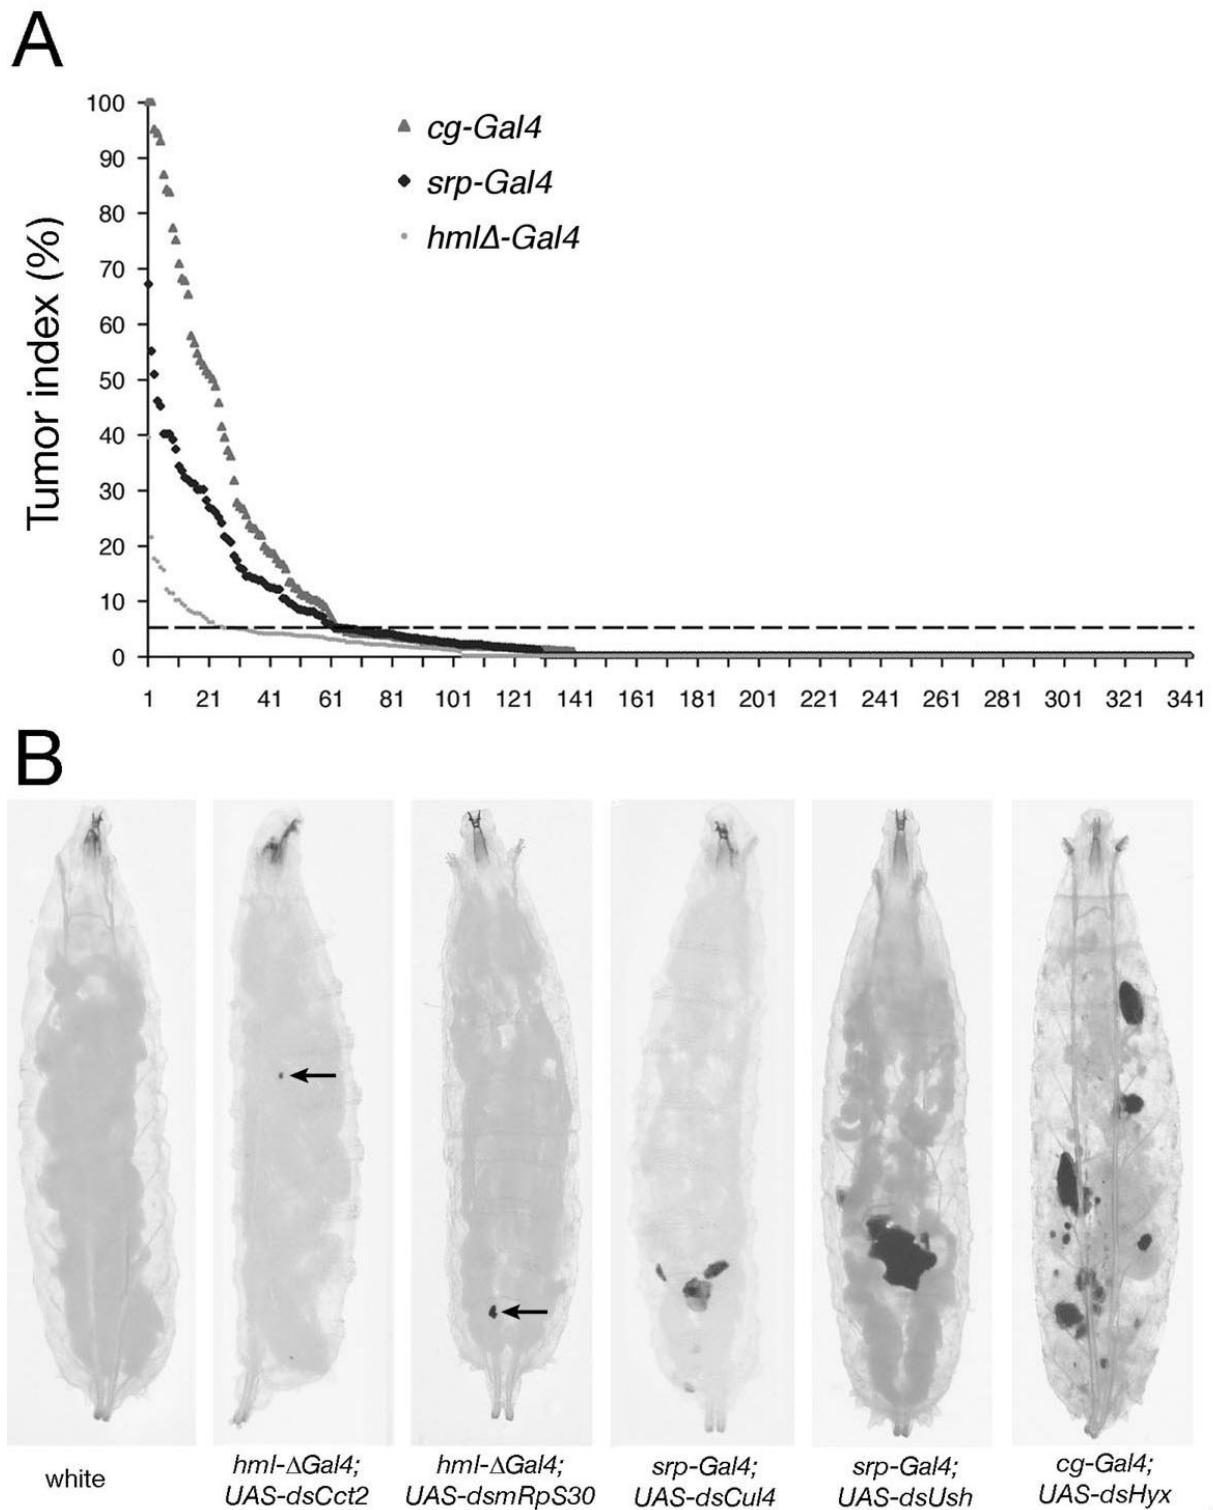 A
100
90
80
70
60
50
40
30
20
10
0
Tumor index (%)
cg-Gal4
srp-Gal4
hmlΔ-Gal4
1 21 41 61 81 101 121 141 161 181 201 221 241 261 281 301 321 341
B
white
hml-ΔGal4;
UAS-dsCct2
hml-ΔGal4;
UAS-dsmRpS30
srp-Gal4;
UAS-dsCul4
srp-Gal4;
UAS-dsUsh
cg-Gal4;
UAS-dsHyx